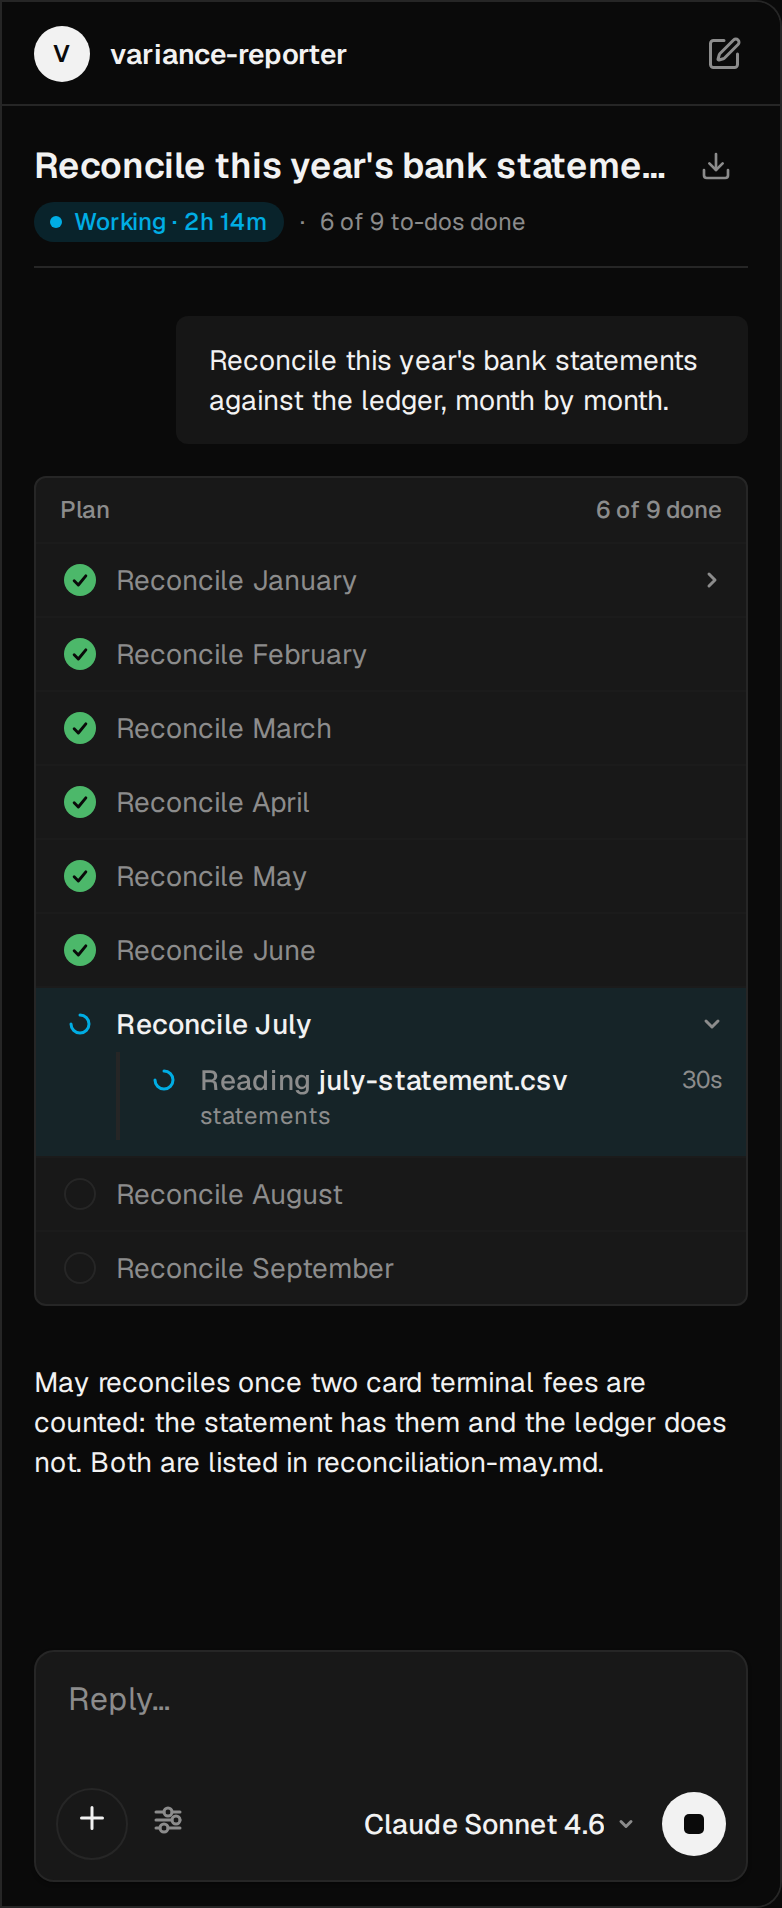 V
variance-reporter
Reconcile this year's bank stateme...
Working · 2h 14m · 6 of 9 to-dos done
Reconcile this year's bank statements
against the ledger, month by month.
Plan 6 of 9 done
Reconcile January
Reconcile February
Reconcile March
Reconcile April
Reconcile May
Reconcile June
Reconcile July
Reading july-statement.csv 30s
statements
Reconcile August
Reconcile September
May reconciles once two card terminal fees are
counted: the statement has them and the ledger does
not. Both are listed in reconciliation-may.md.
Reply...
Claude Sonnet 4.6